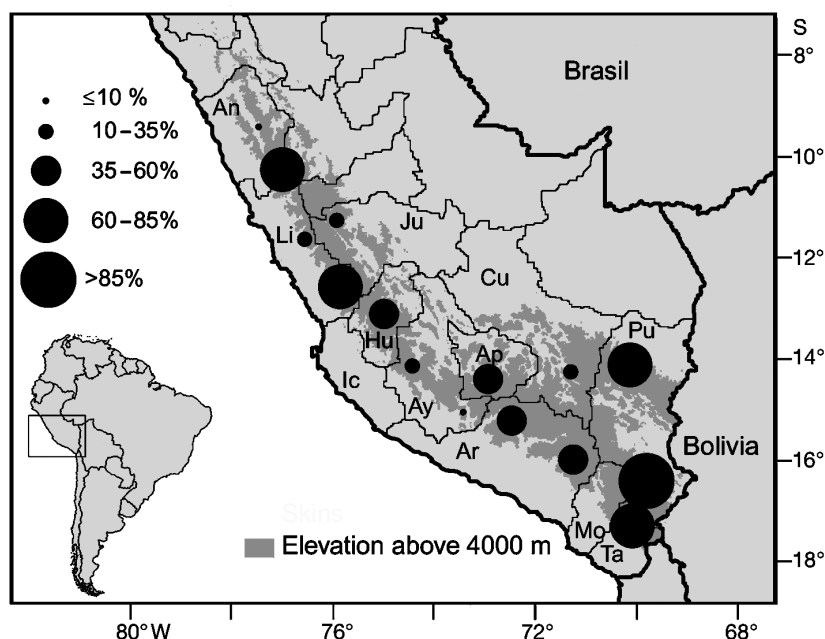 S
8°
10°
12°
14°
16°
18°
80°W
76°
72°
68°
≤10 %
10–35%
35–60%
60–85%
>85%
Brasil
Bolivia
An
Li
Ju
Cu
Hu
Ap
Pu
Ic
Ay
Ar
Mo
Ta
Skins
Elevation above 4000 m